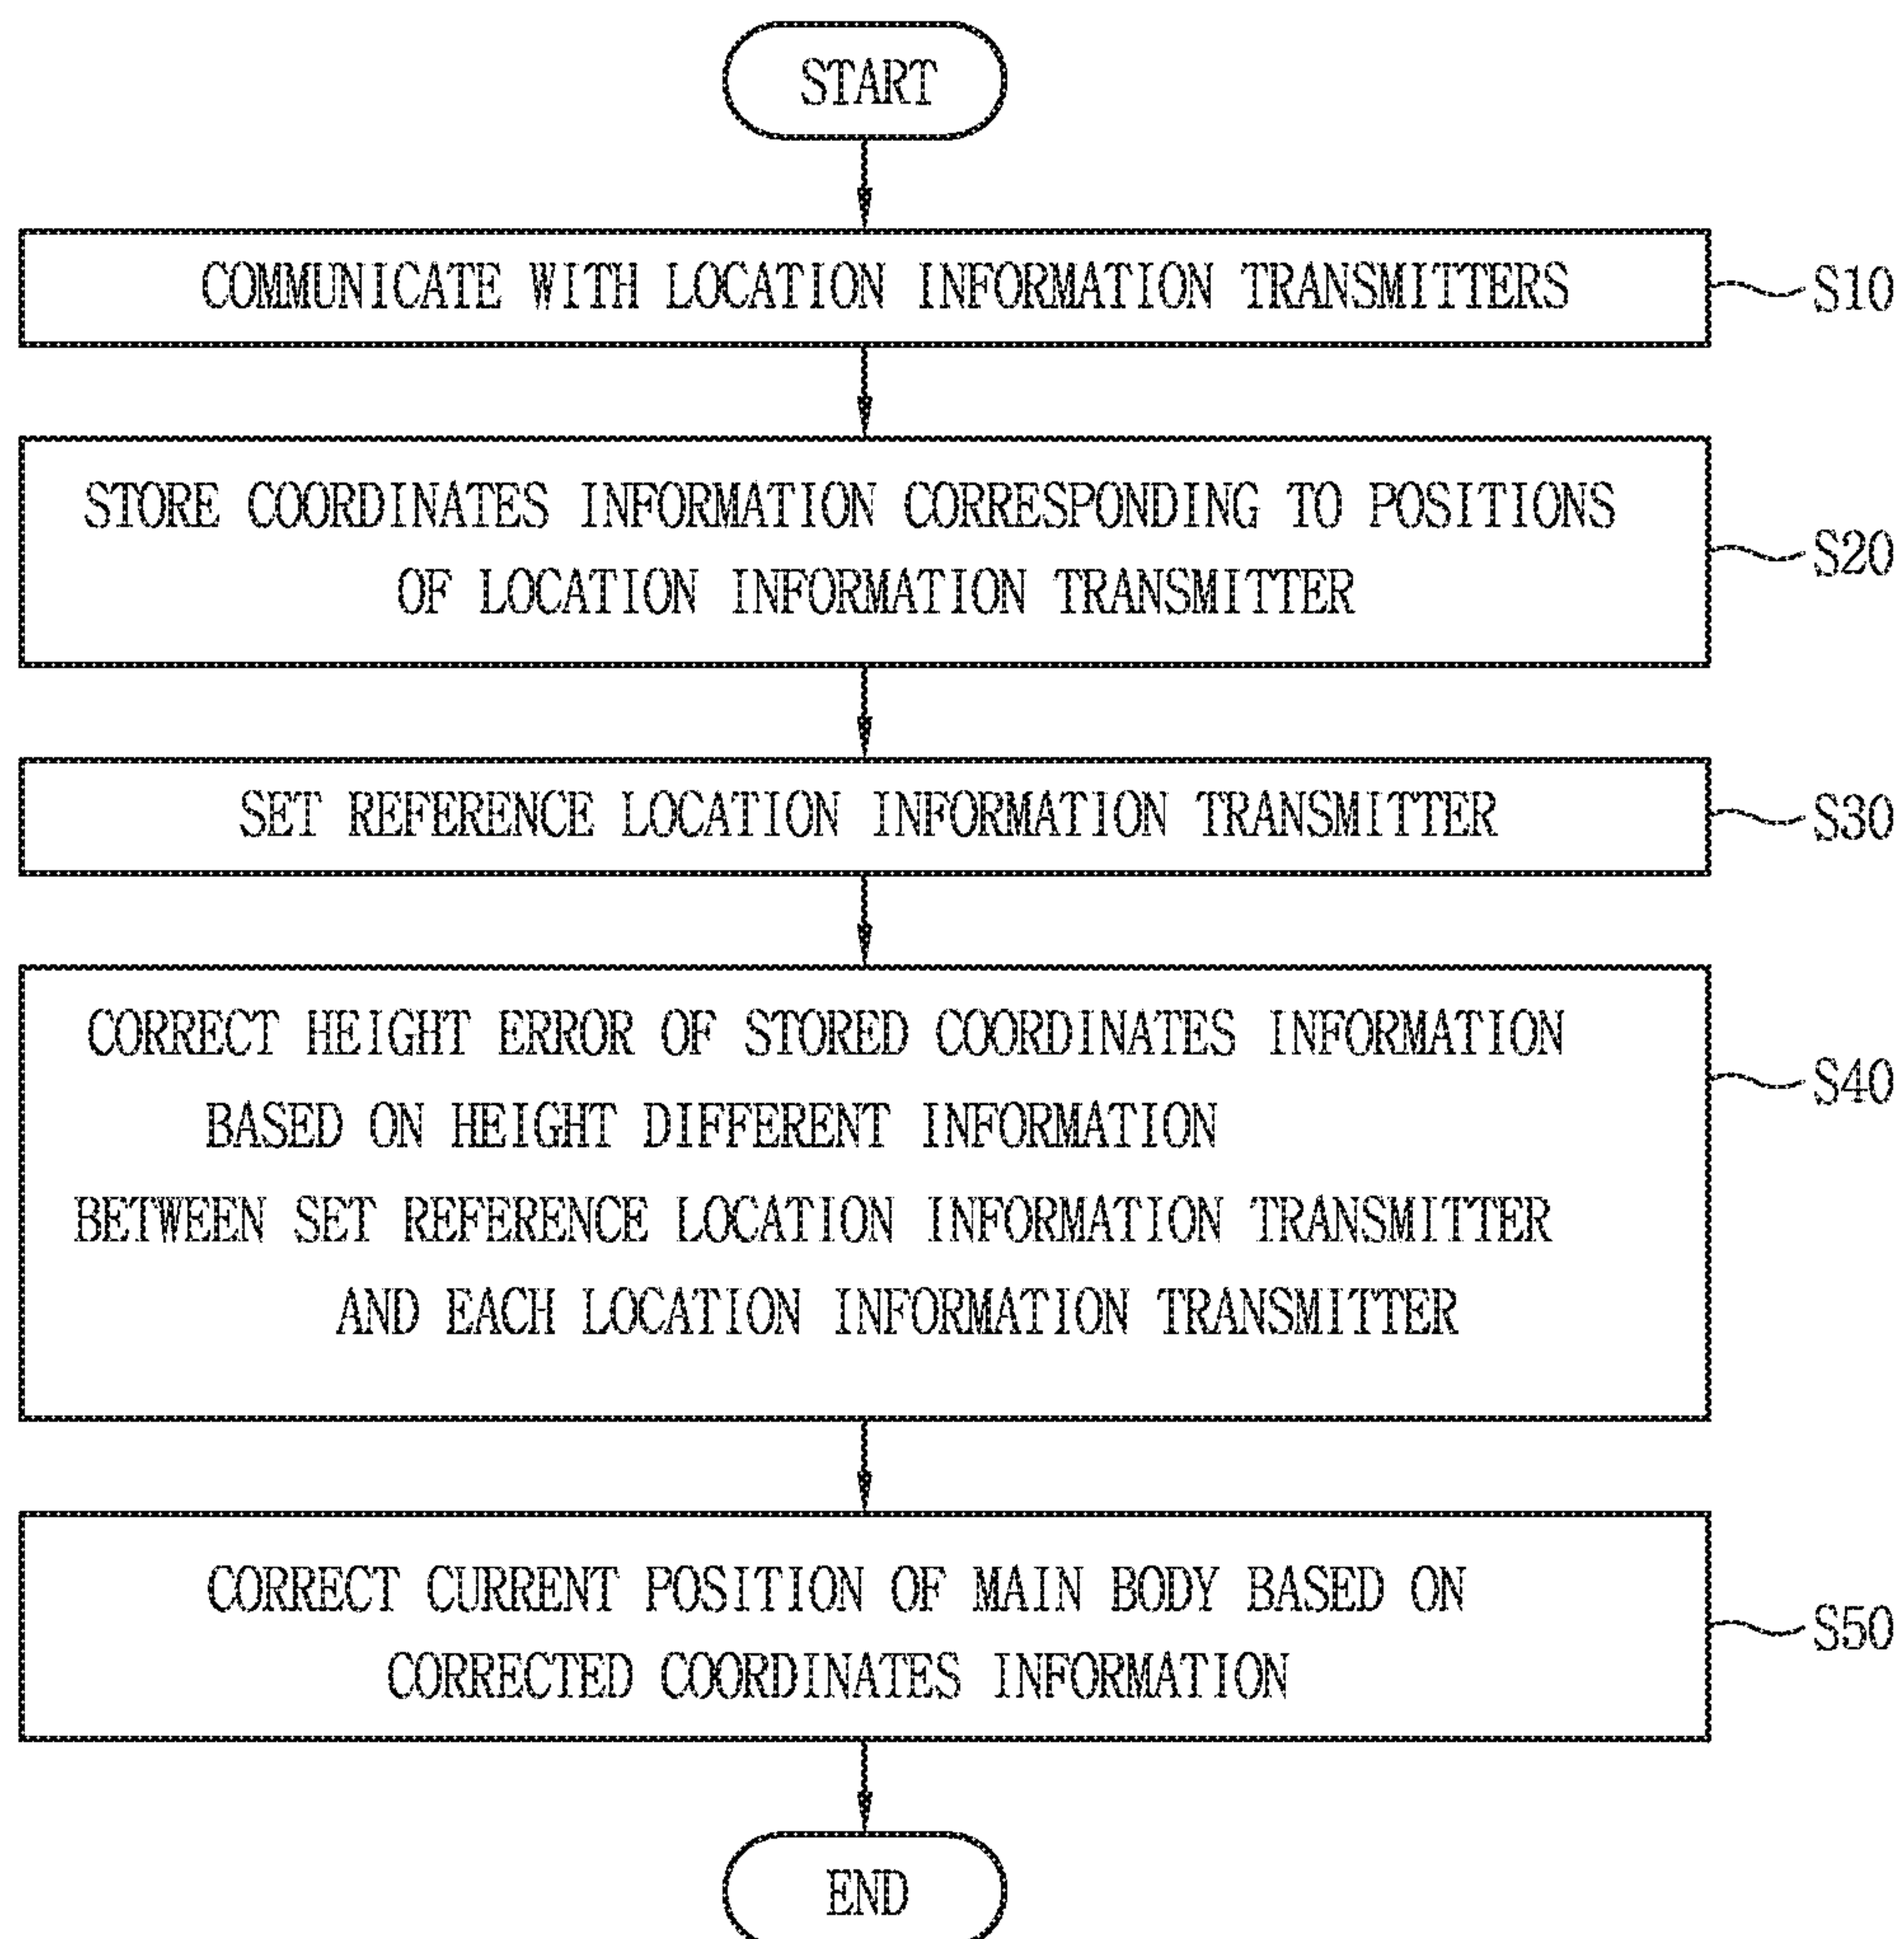 START
COMMUNICATE WITH LOCATION INFORMATION TRANSMITTERS
S10
STORE COORDINATES INFORMATION CORRESPONDING TO POSITIONS
OF LOCATION INFORMATION TRANSMITTER
S20
SET REFERENCE LOCATION INFORMATION TRANSMITTER
S30
CORRECT HEIGHT ERROR OF STORED COORDINATES INFORMATION
BASED ON HEIGHT DIFFERENT INFORMATION
BETWEEN SET REFERENCE LOCATION INFORMATION TRANSMITTER
AND EACH LOCATION INFORMATION TRANSMITTER
S40
CORRECT CURRENT POSITION OF MAIN BODY BASED ON
CORRECTED COORDINATES INFORMATION
S50
END